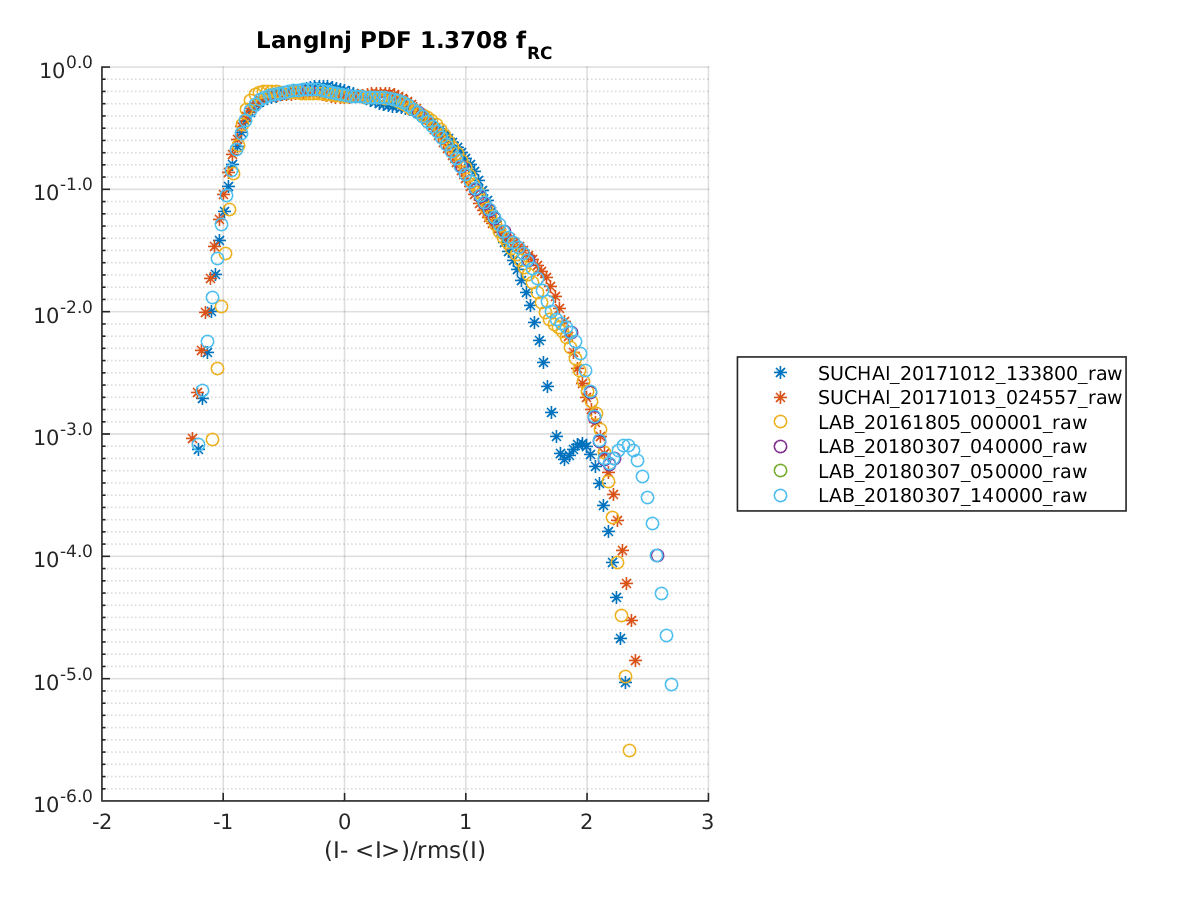 LangInj PDF 1.3708 f_RC
10^0.0
10^-1.0
10^-2.0
10^-3.0
10^-4.0
10^-5.0
10^-6.0
-2 -1 0 1 2 3
(I- <I>)/rms(I)
SUCHAI_20171012_133800_raw
SUCHAI_20171013_024557_raw
LAB_20161805_000001_raw
LAB_20180307_040000_raw
LAB_20180307_050000_raw
LAB_20180307_140000_raw